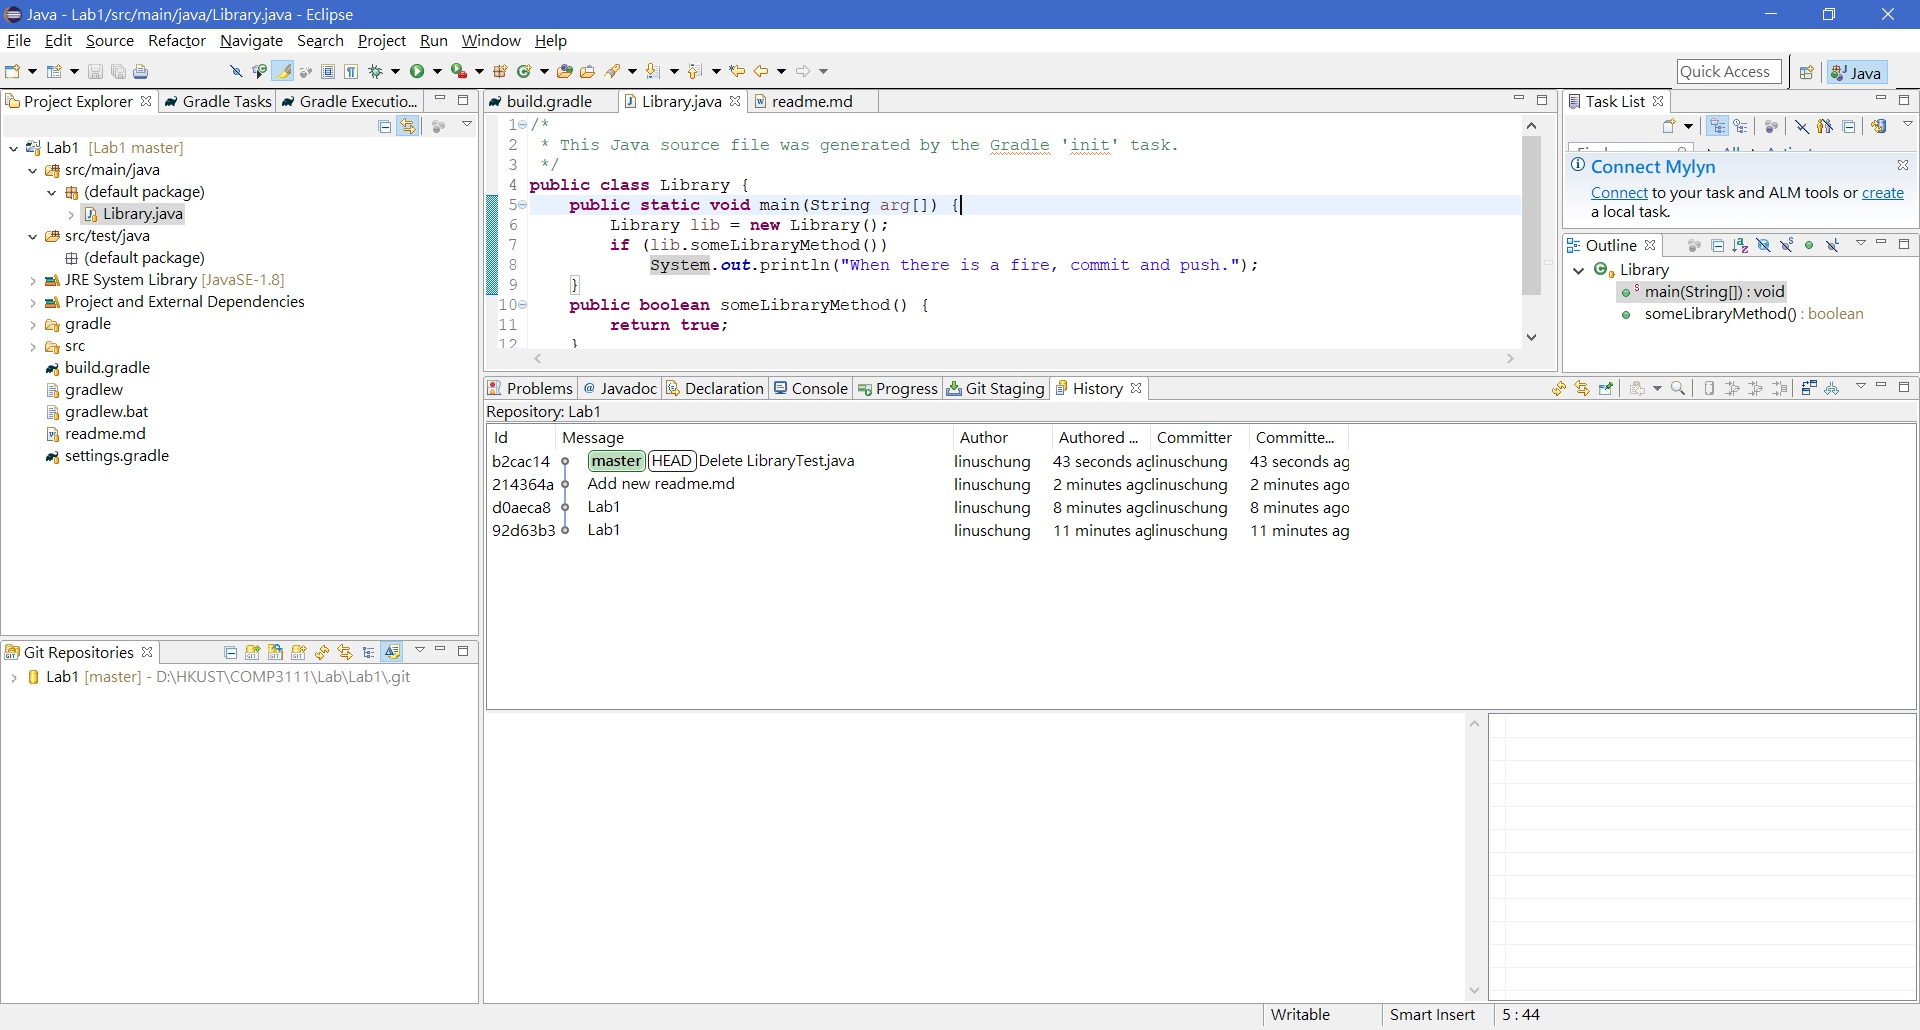 Java - Lab1/src/main/java/Library.java - Eclipse
File Edit Source Refactor Navigate Search Project Run Window Help
Quick Access Java
Project Explorer Gradle Tasks Gradle Executio...
Lab1 [Lab1 master]
src/main/java
(default package)
Library.java
src/test/java
(default package)
JRE System Library [JavaSE-1.8]
Project and External Dependencies
gradle
src
build.gradle
gradlew
gradlew.bat
readme.md
settings.gradle
Git Repositories
Lab1 [master] - D:\HKUST\COMP3111\Lab\Lab1\.git
build.gradle Library.java readme.md
1 /*
2 * This Java source file was generated by the Gradle 'init' task.
3 */
4 public class Library {
5 public static void main(String arg[]) {
6 Library lib = new Library();
7 if (lib.someLibraryMethod())
8 System.out.println("When there is a fire, commit and push.");
9 }
10 public boolean someLibraryMethod() {
11 return true;
12 }
Task List
Connect Mylyn
Connect to your task and ALM tools or create
a local task.
Outline
Library
main(String[]) : void
someLibraryMethod() : boolean
Problems @ Javadoc Declaration Console Progress Git Staging History
Repository: Lab1
Id Message Author Authored ... Committer Committe...
b2cac14 master HEAD Delete LibraryTest.java linuschung 43 seconds ag linuschung 43 seconds ag
214364a Add new readme.md linuschung 2 minutes ago linuschung 2 minutes ago
d0aeca8 Lab1 linuschung 8 minutes ago linuschung 8 minutes ago
92d63b3 Lab1 linuschung 11 minutes ag linuschung 11 minutes ag
Writable Smart Insert 5 : 44